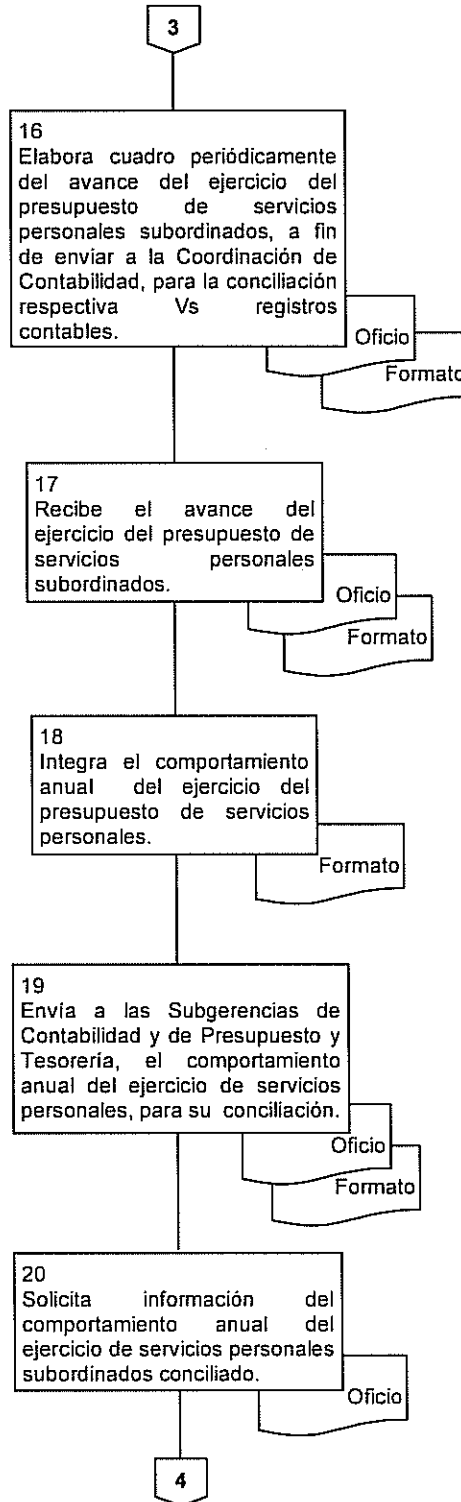 3
16
Elabora cuadro periódicamente
del avance del ejercicio del
presupuesto de servicios
personales subordinados, a fin
de enviar a la Coordinación de
Contabilidad, para la conciliación
respectiva Vs registros
contables.
Oficio
Formato
17
Recibe el avance del
ejercicio del presupuesto de
servicios personales
subordinados.
Oficio
Formato
18
Integra el comportamiento
anual del ejercicio del
presupuesto de servicios
personales.
Formato
19
Envía a las Subgerencias de
Contabilidad y de Presupuesto y
Tesorería, el comportamiento
anual del ejercicio de servicios
personales, para su conciliación.
Oficio
Formato
20
Solicita información del
comportamiento anual del
ejercicio de servicios personales
subordinados conciliado.
Oficio
4